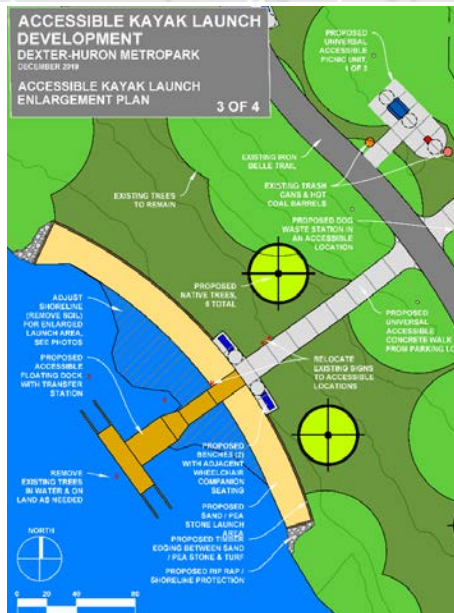 ACCESSIBLE KAYAK LAUNCH
DEVELOPMENT
DEXTER-HURON METROPARK
DECEMBER 2019
ACCESSIBLE KAYAK LAUNCH
ENLARGEMENT PLAN
3 OF 4
PROPOSED
UNIVERSAL
ACCESSIBLE
PICNIC UNIT,
1 OF 2
EXISTING IRON
BELLE TRAIL
EXISTING TREES
TO REMAIN
EXISTING TRASH
CANS & HOT
COAL BARRELS
PROPOSED DOG
WASTE STATION IN
AN ACCESSIBLE
LOCATION
ADJUST
SHORELINE
(REMOVE SOIL)
FOR ENLARGED
LAUNCH AREA,
SEE PHOTOS
PROPOSED
NATIVE TREES,
TOTAL
PROPOSED
UNIVERSAL
ACCESSIBLE
CONCRETE WALK
FROM PARKING
PROPOSED
ACCESSIBLE
FLOATING DOCK
WITH TRANSFER
STATION
RELOCATE
EXISTING SIGNS
TO ACCESSIBLE
LOCATIONS
REMOVE
EXISTING TREES
IN WATER & ON
LAND AS NEEDED
PROPOSED
BENCHES (2)
WITH ADJACENT
WHEELCHAIR
COMPANION
SEATING
PROPOSED
SAND / PEA
STONE LAUNCH
AREA
PROPOSED TIMBER
EDGING BETWEEN SAND
/ PEA STONE & TURF
PROPOSED RIP RAP /
SHORELINE PROTECTION
NORTH
0 20 40 80